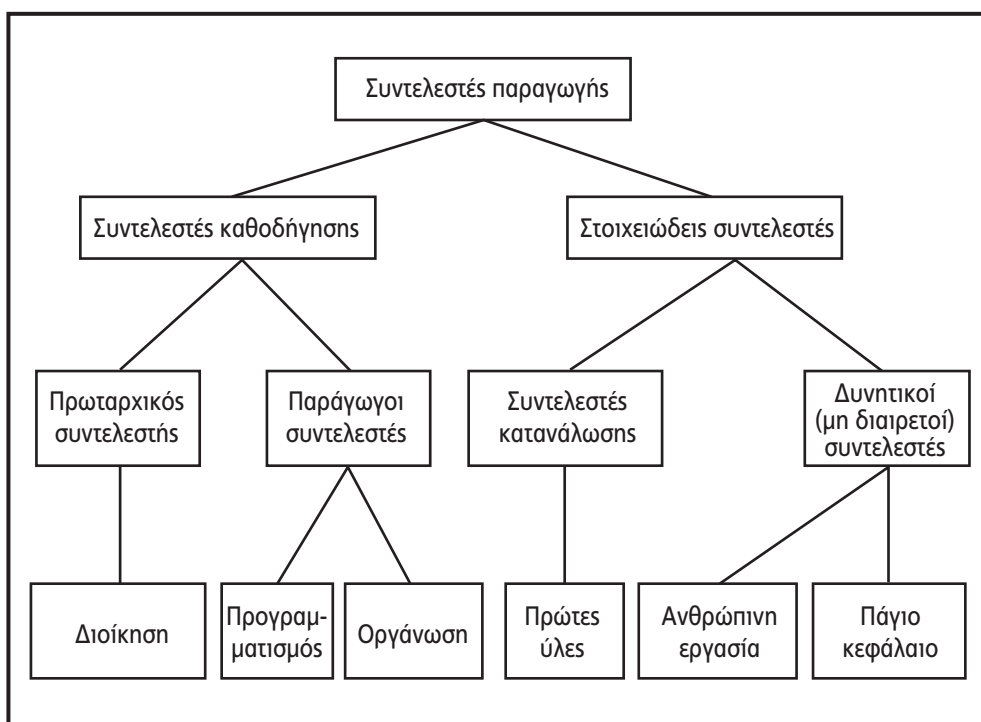 Συντελεστές παραγωγής
Συντελεστές καθοδήγησης
Στοιχειώδεις συντελεστές
Πρωταρχικός
συντελεστής
Παράγωγοι
συντελεστές
Συντελεστές
κατανάλωσης
Δυνητικοί
(μη διαιρετοί)
συντελεστές
Διοίκηση
Προγραμ-
ματισμός
Οργάνωση
Πρώτες
ύλες
Ανθρώπινη
εργασία
Πάγιο
κεφάλαιο